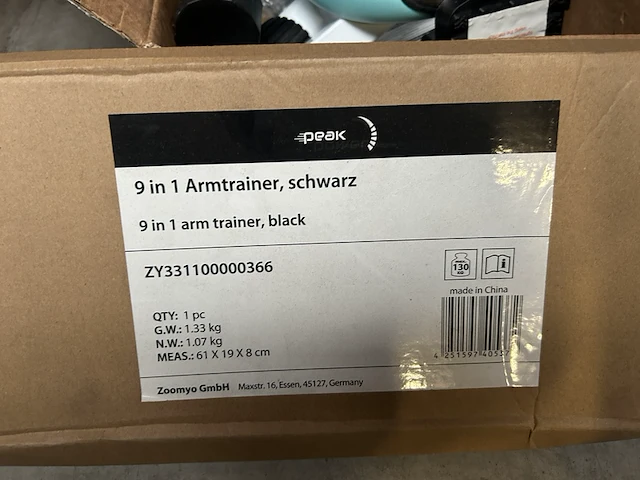 peak
9 in 1 Armtrainer, schwarz
9 in 1 arm trainer, black
ZY331100000366
130
KG
made in China
QTY: 1 pc
G.W.: 1.33 kg
N.W.: 1.07 kg
MEAS.: 61 X 19 X 8 cm
Zoomyo GmbH Maxstr. 16, Essen, 45127, Germany